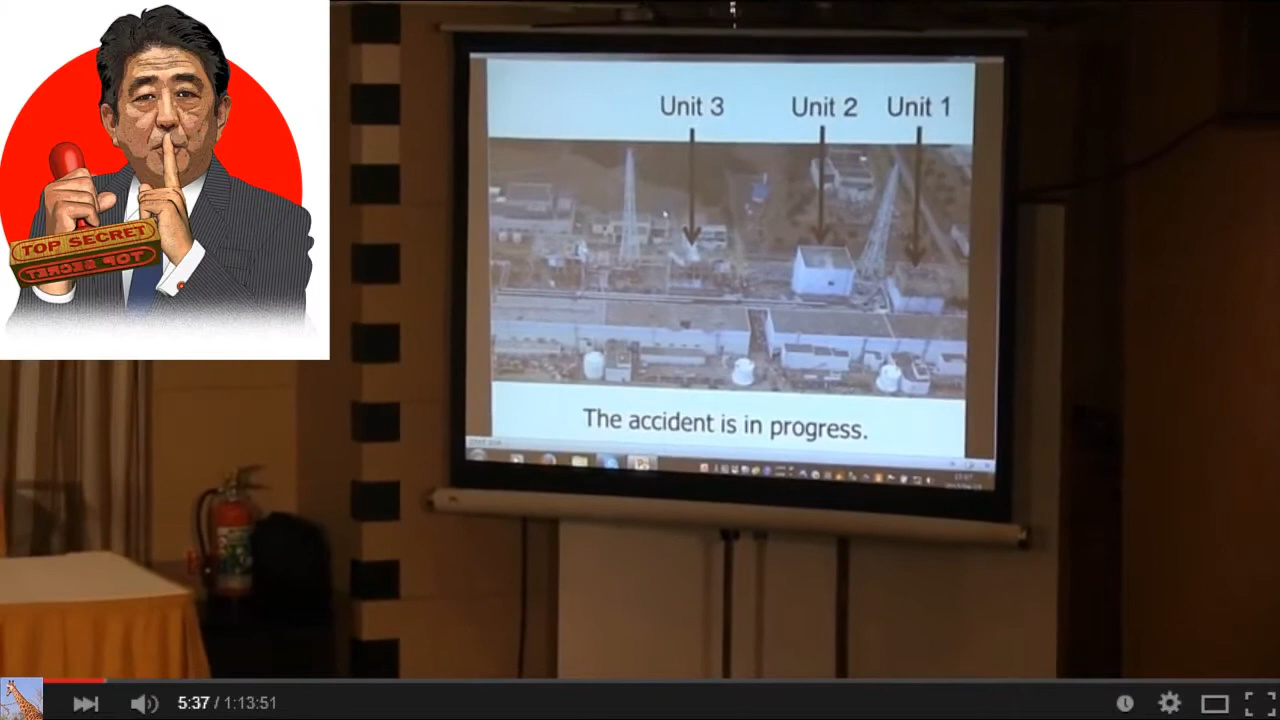 TOP SECRET
TOP SECRET
Unit 3
Unit 2
Unit 1
The accident is in progress.
5:37 / 1:13:51